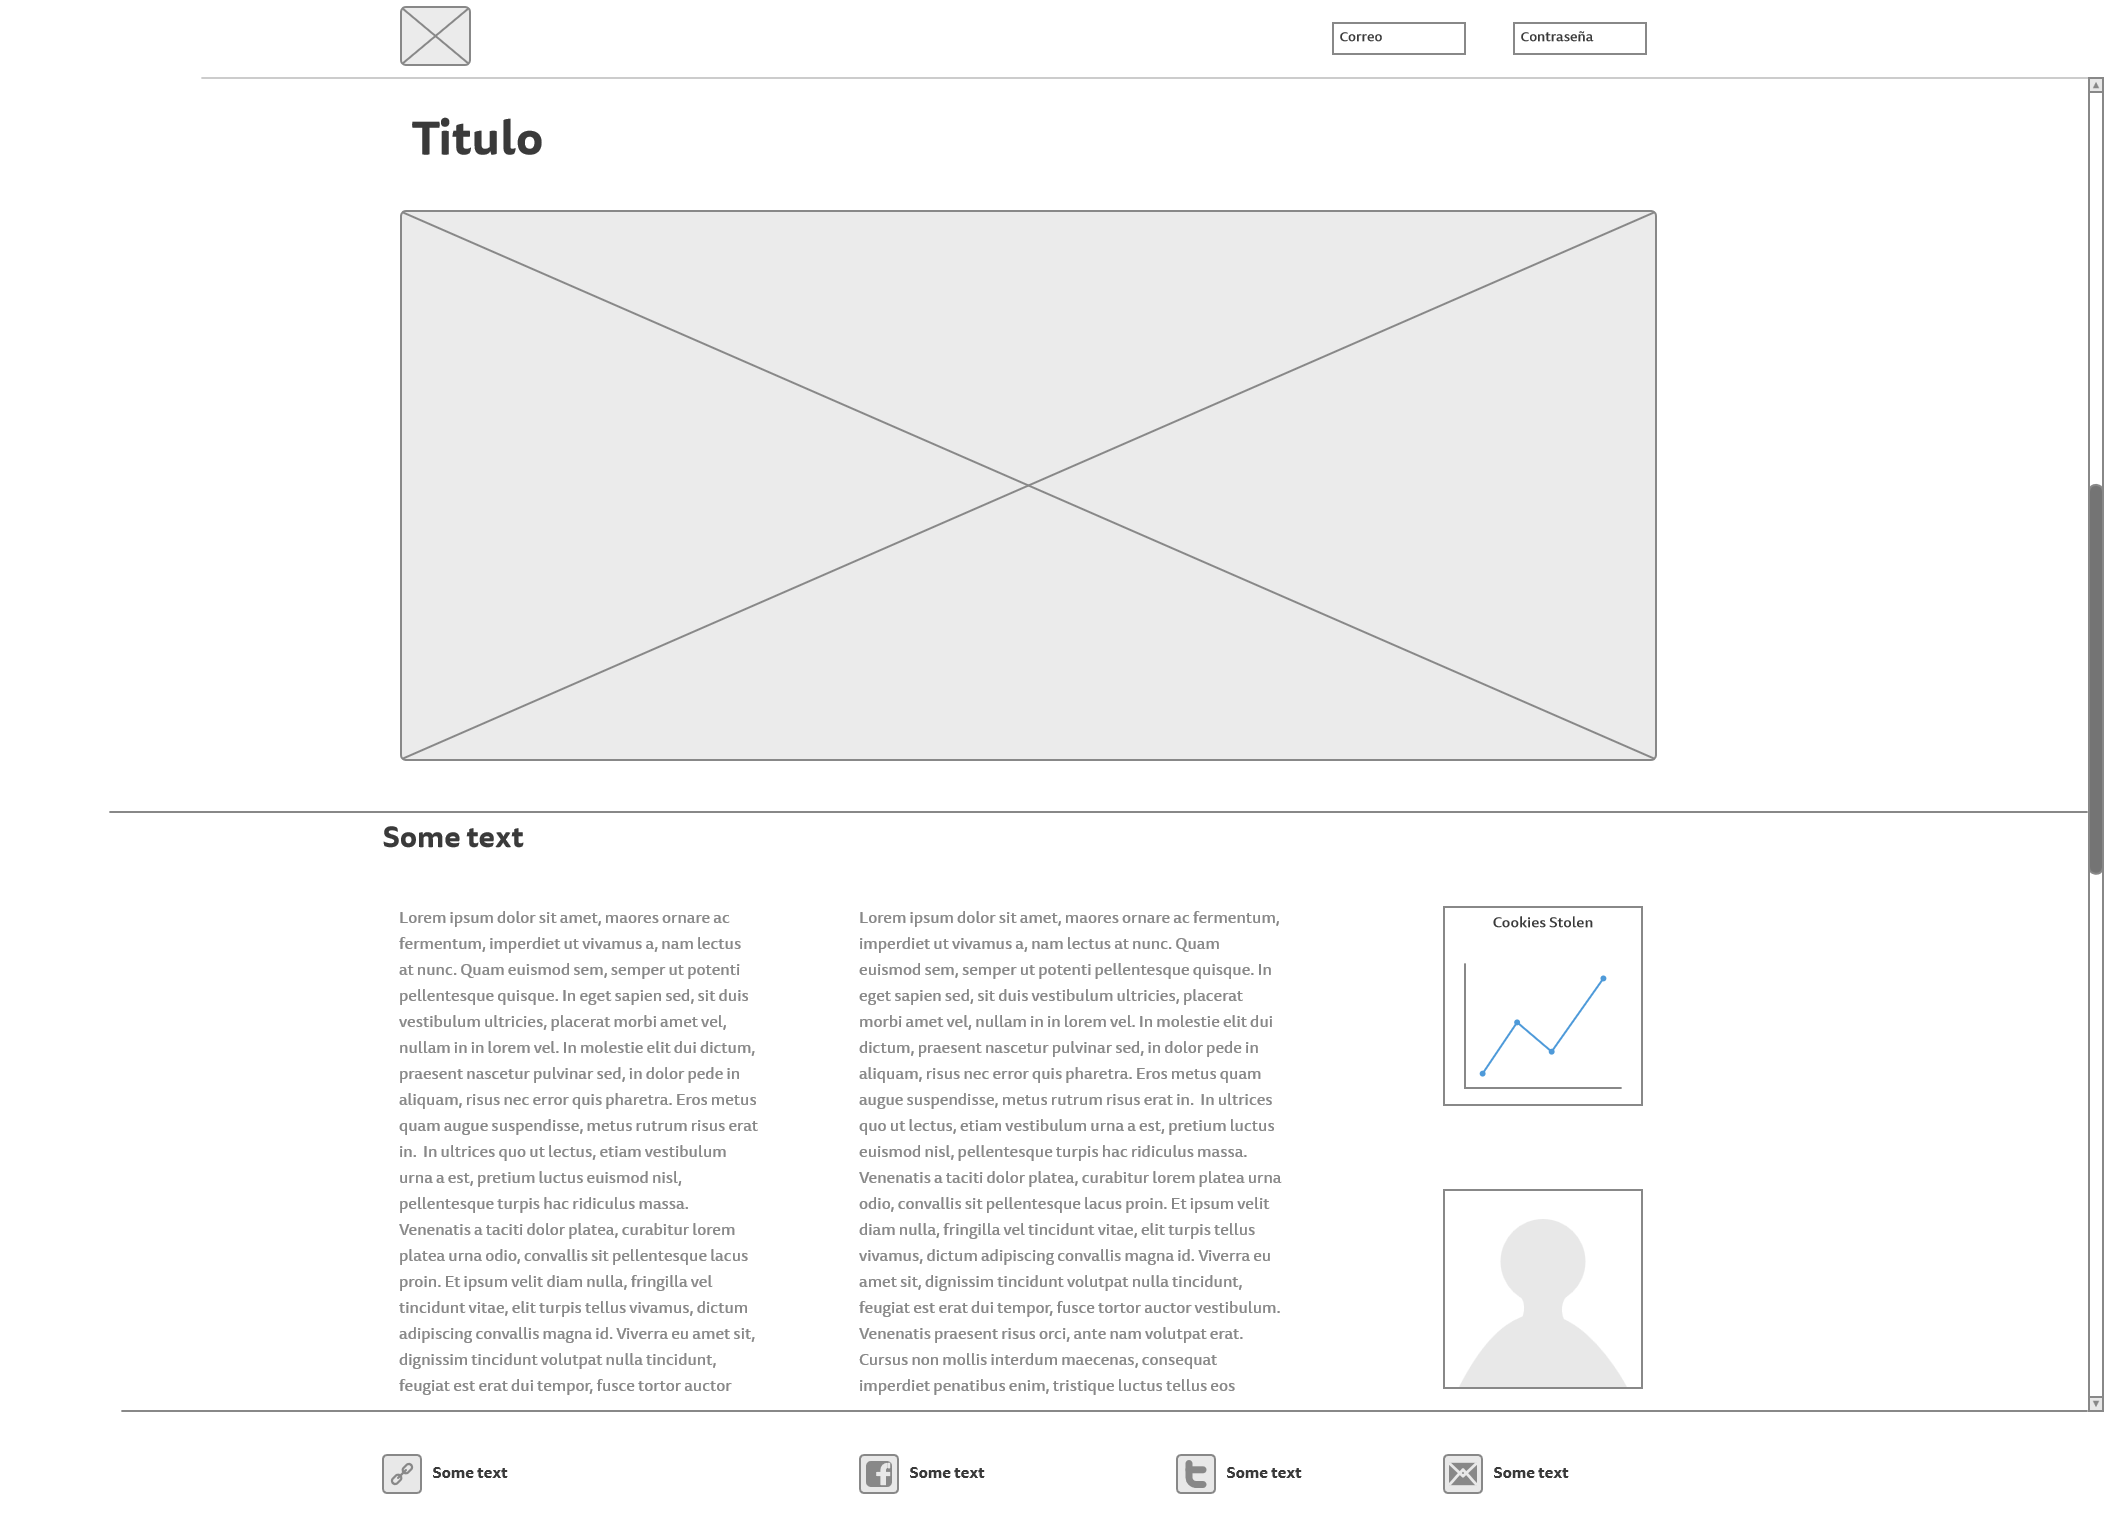 Correo
Contraseña
Titulo
Some text
Lorem ipsum dolor sit amet, maores ornare ac
fermentum, imperdiet ut vivamus a, nam lectus
at nunc. Quam euismod sem, semper ut potenti
pellentesque quisque. In eget sapien sed, sit duis
vestibulum ultricies, placerat morbi amet vel,
nullam in in lorem vel. In molestie elit dui dictum,
praesent nascetur pulvinar sed, in dolor pede in
aliquam, risus nec error quis pharetra. Eros metus
quam augue suspendisse, metus rutrum risus erat
in.  In ultrices quo ut lectus, etiam vestibulum
urna a est, pretium luctus euismod nisl,
pellentesque turpis hac ridiculus massa.
Venenatis a taciti dolor platea, curabitur lorem
platea urna odio, convallis sit pellentesque lacus
proin. Et ipsum velit diam nulla, fringilla vel
tincidunt vitae, elit turpis tellus vivamus, dictum
adipiscing convallis magna id. Viverra eu amet sit,
dignissim tincidunt volutpat nulla tincidunt,
feugiat est erat dui tempor, fusce tortor auctor
Lorem ipsum dolor sit amet, maores ornare ac fermentum,
imperdiet ut vivamus a, nam lectus at nunc. Quam
euismod sem, semper ut potenti pellentesque quisque. In
eget sapien sed, sit duis vestibulum ultricies, placerat
morbi amet vel, nullam in in lorem vel. In molestie elit dui
dictum, praesent nascetur pulvinar sed, in dolor pede in
aliquam, risus nec error quis pharetra. Eros metus quam
augue suspendisse, metus rutrum risus erat in.  In ultrices
quo ut lectus, etiam vestibulum urna a est, pretium luctus
euismod nisl, pellentesque turpis hac ridiculus massa.
Venenatis a taciti dolor platea, curabitur lorem platea urna
odio, convallis sit pellentesque lacus proin. Et ipsum velit
diam nulla, fringilla vel tincidunt vitae, elit turpis tellus
vivamus, dictum adipiscing convallis magna id. Viverra eu
amet sit, dignissim tincidunt volutpat nulla tincidunt,
feugiat est erat dui tempor, fusce tortor auctor vestibulum.
Venenatis praesent risus orci, ante nam volutpat erat.
Cursus non mollis interdum maecenas, consequat
imperdiet penatibus enim, tristique luctus tellus eos
Cookies Stolen
Some text
Some text
Some text
Some text